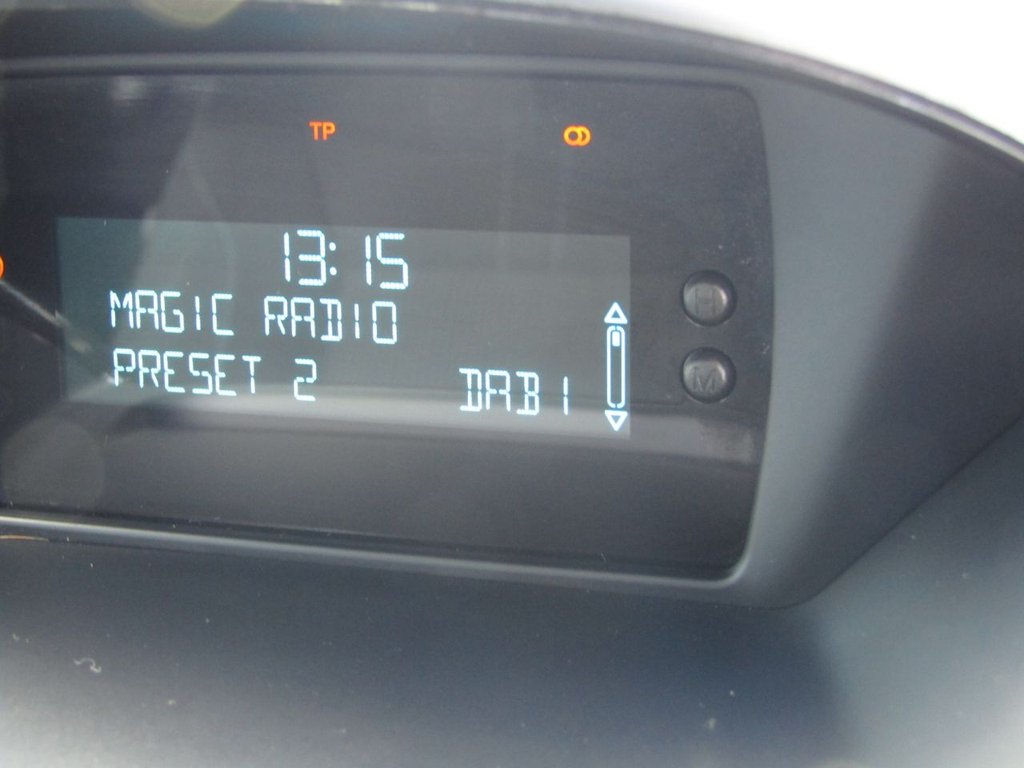 TP
13:15
MAGIC RADIO
PRESET 2
DAB1
H
M